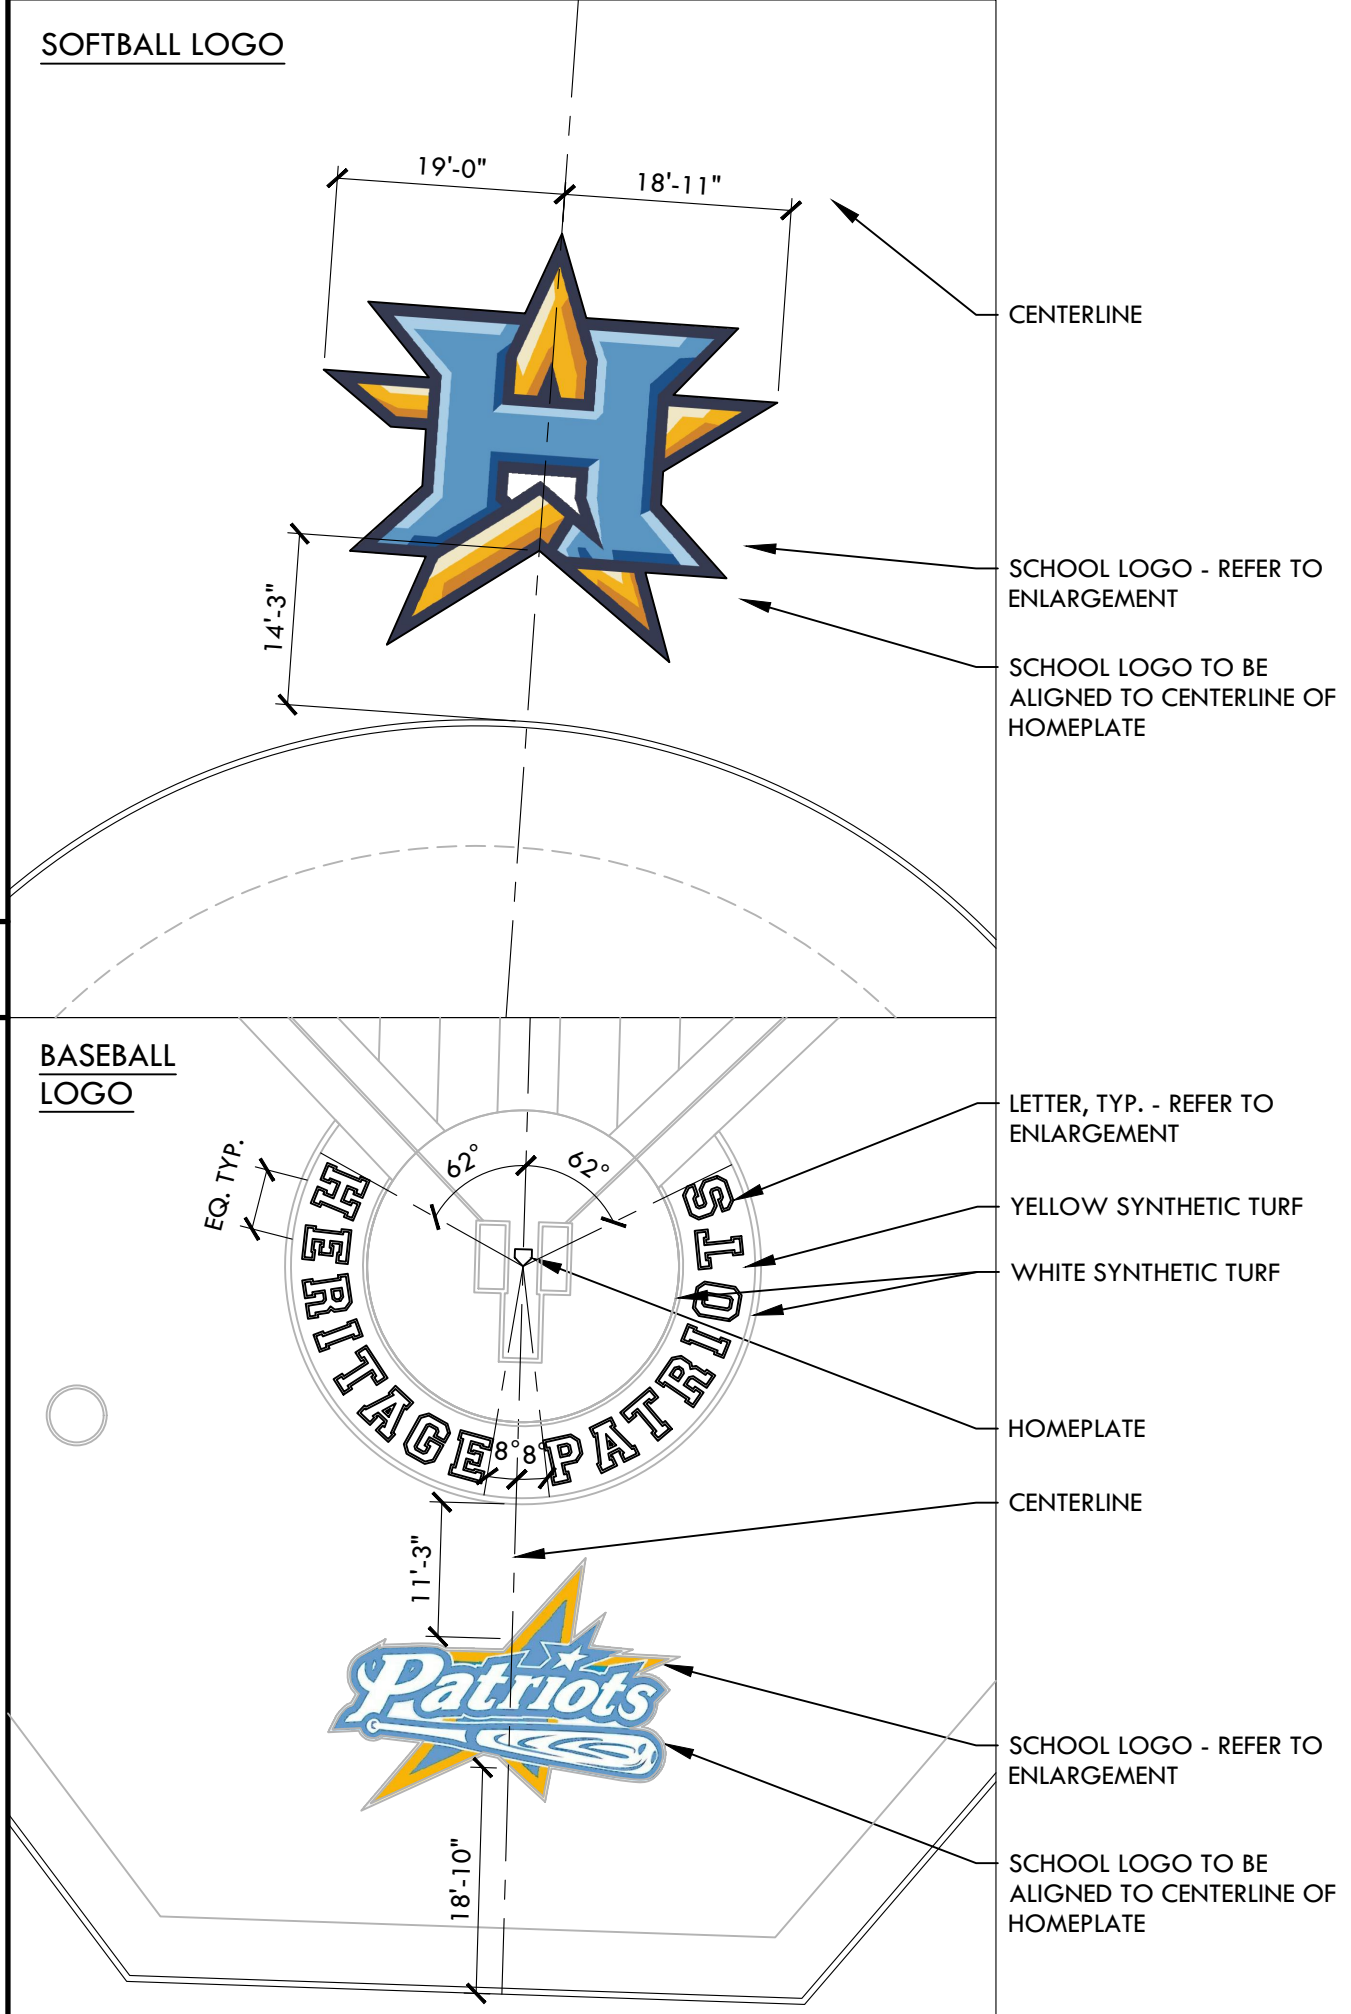 SOFTBALL LOGO
19'-0"
18'-11"
CENTERLINE
H
SCHOOL LOGO - REFER TO
ENLARGEMENT
14'-3"
SCHOOL LOGO TO BE
ALIGNED TO CENTERLINE OF
HOMEPLATE
BASEBALL
LOGO
LETTER, TYP. - REFER TO
ENLARGEMENT
EQ. TYP.
62°
62°
YELLOW SYNTHETIC TURF
WHITE SYNTHETIC TURF
HERITAGE
PATRIOTS
8°
8°
HOMEPLATE
CENTERLINE
11'-3"
Patriots
SCHOOL LOGO - REFER TO
ENLARGEMENT
18'-10"
SCHOOL LOGO TO BE
ALIGNED TO CENTERLINE OF
HOMEPLATE